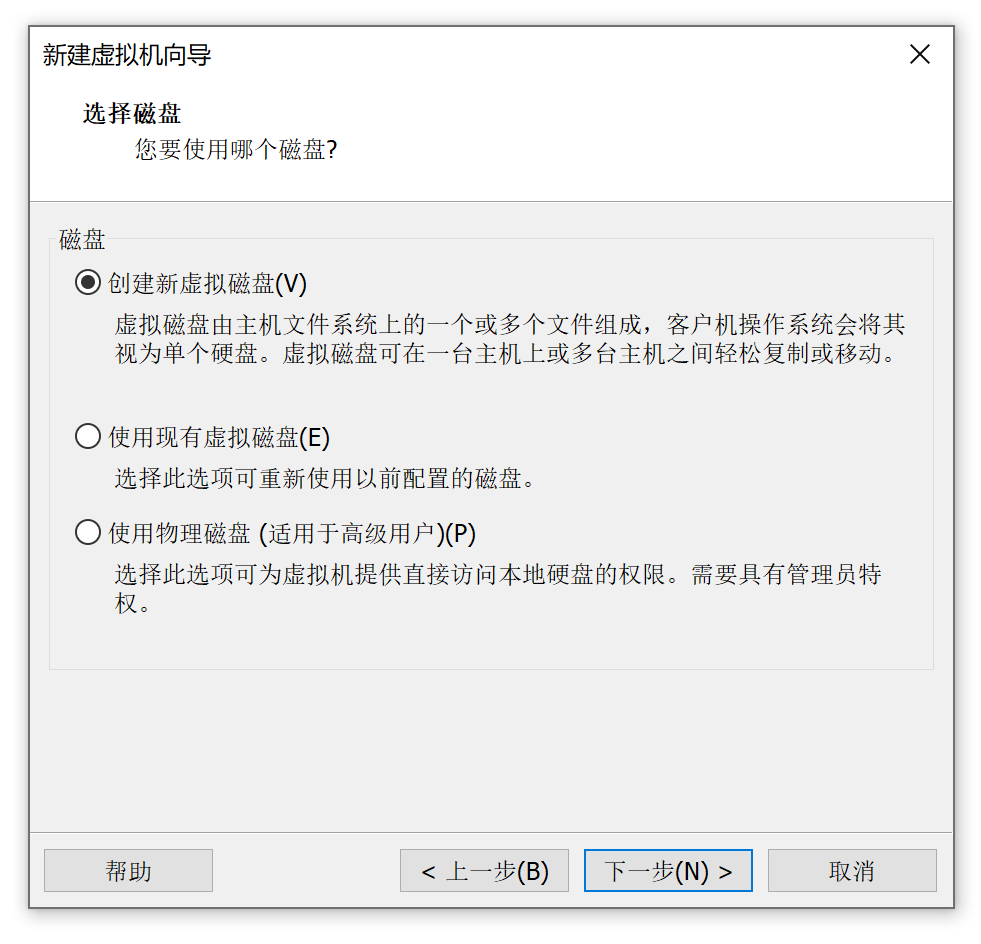 新建虚拟机向导
选择磁盘
您要使用哪个磁盘?
磁盘
创建新虚拟磁盘(V)
虚拟磁盘由主机文件系统上的一个或多个文件组成，客户机操作系统会将其
视为单个硬盘。虚拟磁盘可在一台主机上或多台主机之间轻松复制或移动。
使用现有虚拟磁盘(E)
选择此选项可重新使用以前配置的磁盘。
使用物理磁盘 (适用于高级用户)(P)
选择此选项可为虚拟机提供直接访问本地硬盘的权限。需要具有管理员特
权。
帮助
< 上一步(B)
下一步(N) >
取消